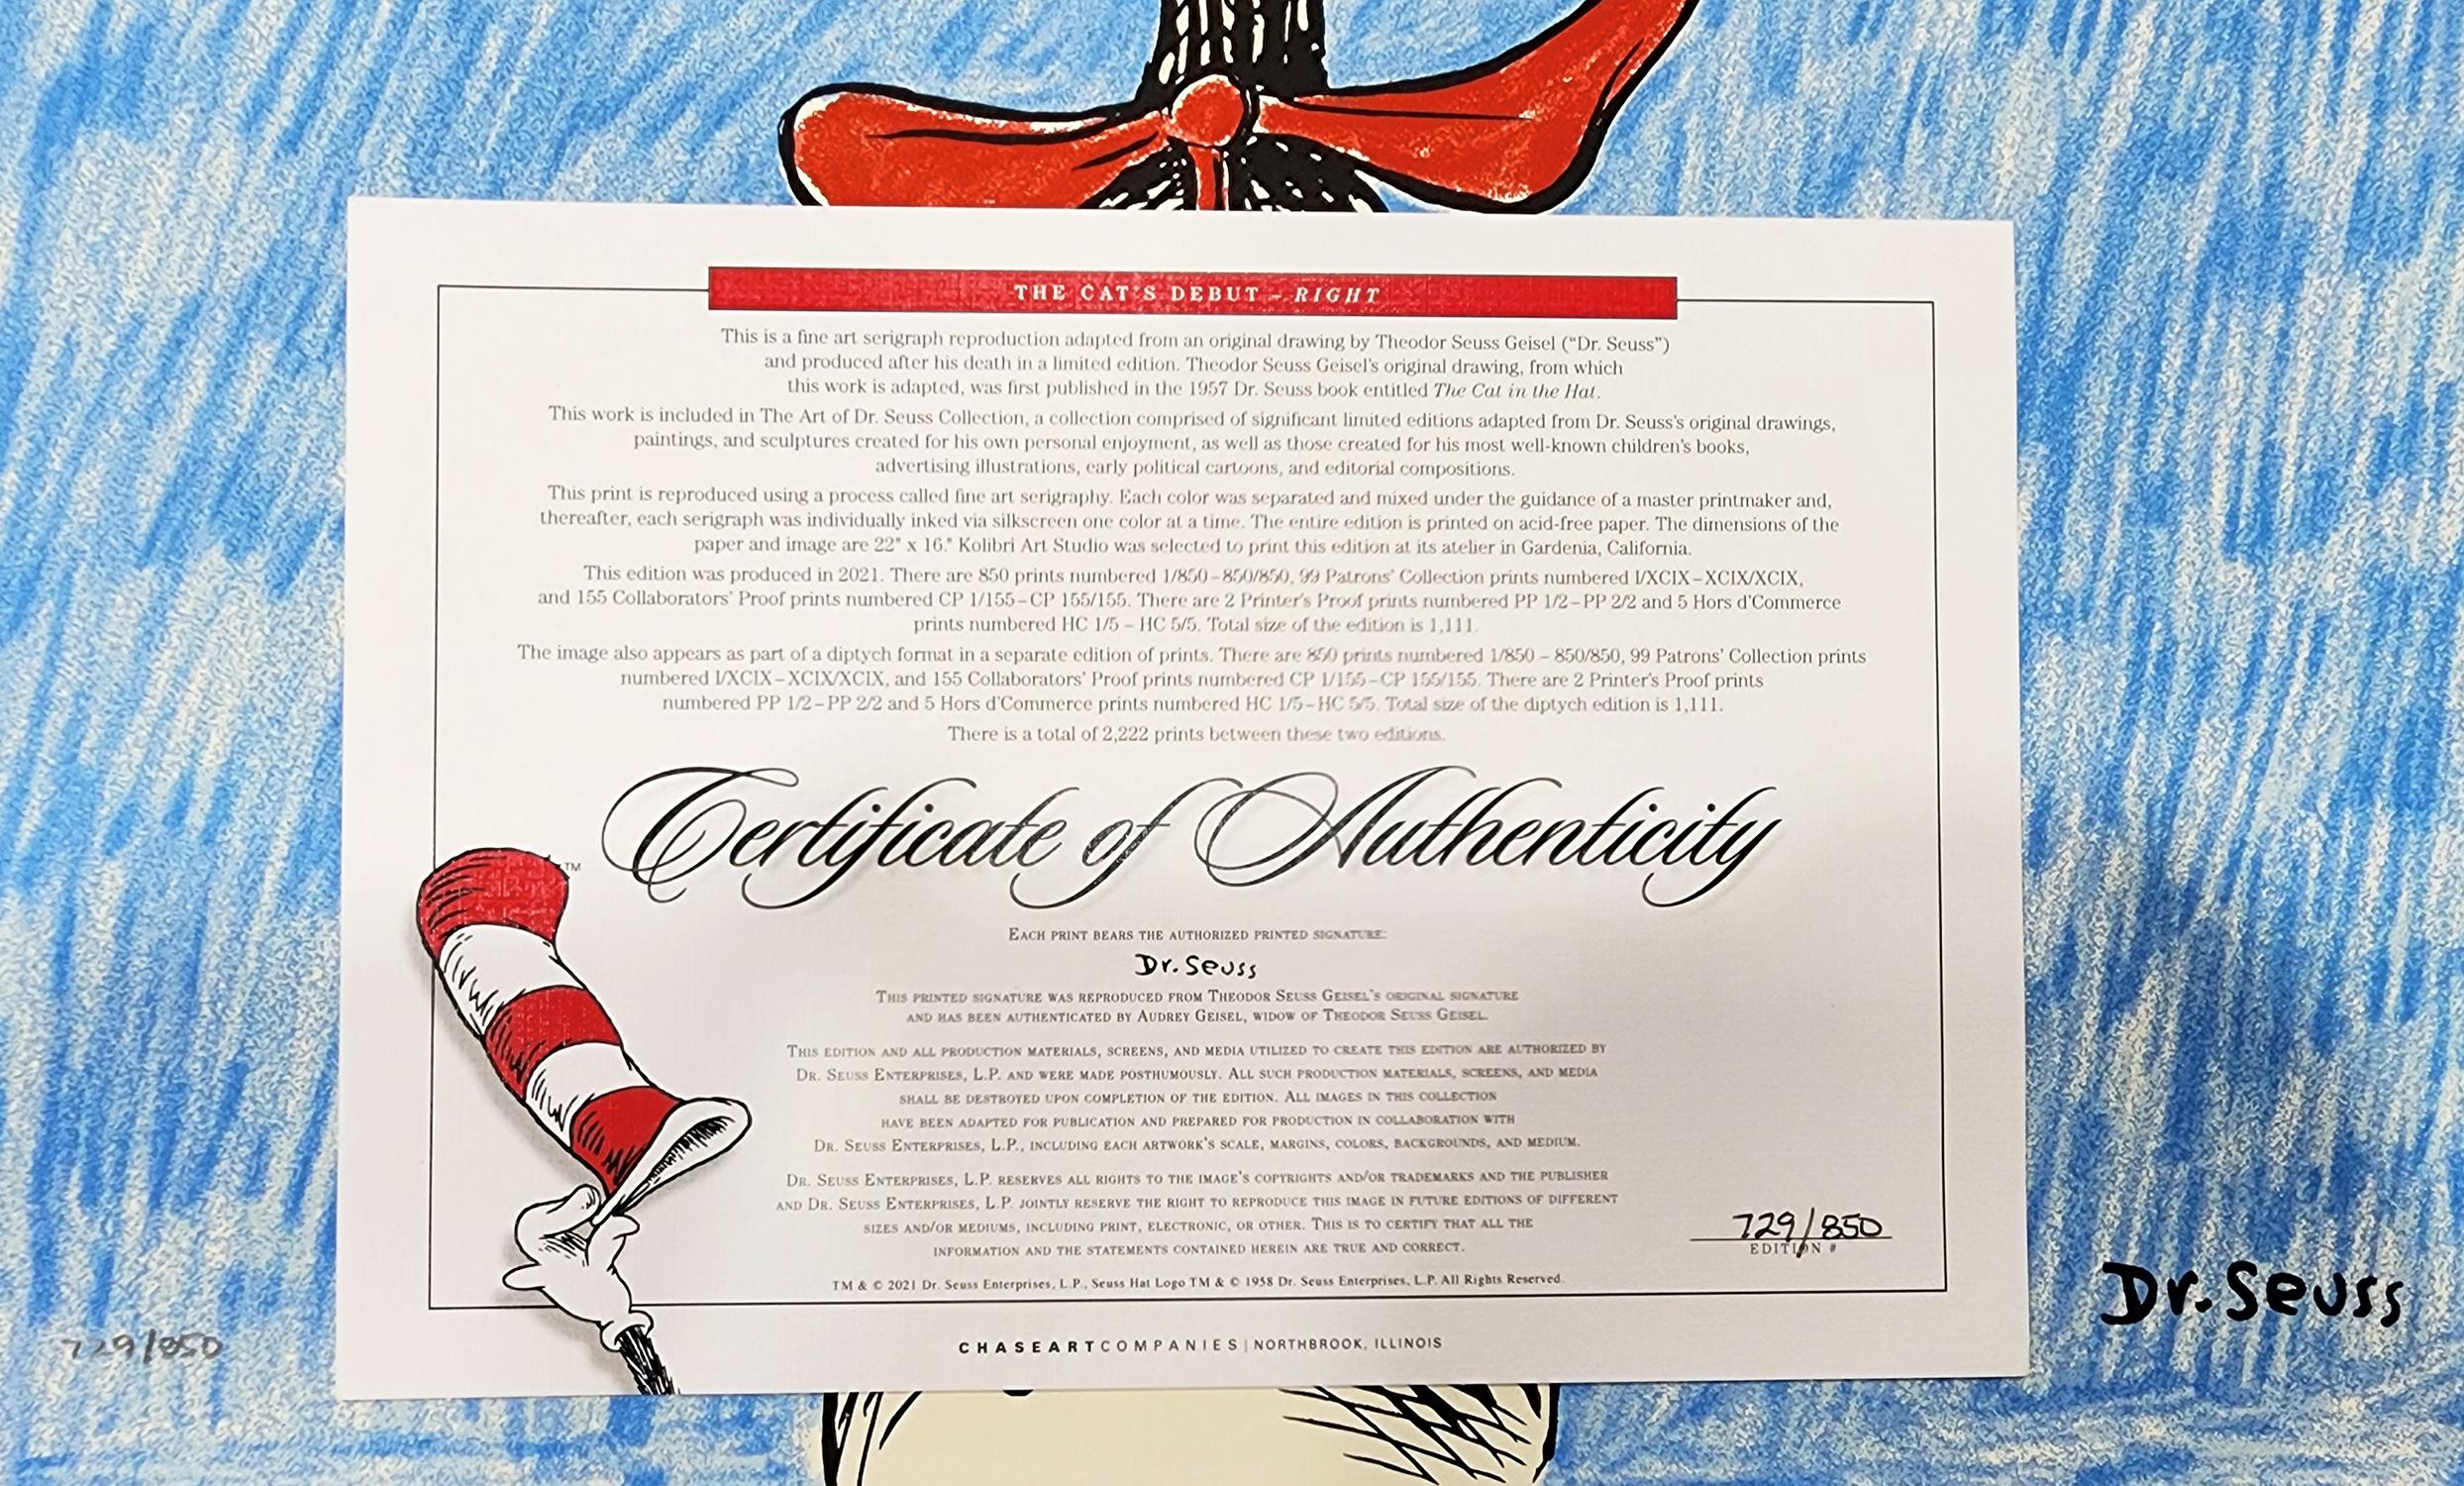 THE CAT'S DEBUT – RIGHT
This is a fine art serigraph reproduction adapted from an original drawing by Theodor Seuss Geisel (“Dr. Seuss”)
and produced after his death in a limited edition. Theodor Seuss Geisel's original drawing, from which
this work is adapted, was first published in the 1957 Dr. Seuss book entitled The Cat in the Hat.
This work is included in The Art of Dr. Seuss Collection, a collection comprised of significant limited editions adapted from Dr. Seuss's original drawings,
paintings, and sculptures created for his own personal enjoyment, as well as those created for his most well-known children's books,
advertising illustrations, early political cartoons, and editorial compositions.
This print is reproduced using a process called fine art serigraphy. Each color was separated and mixed under the guidance of a master printmaker and,
thereafter, each serigraph was individually inked via silkscreen one color at a time. The entire edition is printed on acid-free paper. The dimensions of the
paper and image are 22" x 16." Kolibri Art Studio was selected to print this edition at its atelier in Gardenia, California.
This edition was produced in 2021. There are 850 prints numbered 1/850–850/850, 99 Patrons' Collection prints numbered I/XCIX–XCIX/XCIX,
and 155 Collaborators' Proof prints numbered CP 1/155–CP 155/155. There are 2 Printer's Proof prints numbered PP 1/2–PP 2/2 and 5 Hors d'Commerce
prints numbered HC 1/5 – HC 5/5. Total size of the edition is 1,111.
The image also appears as part of a diptych format in a separate edition of prints. There are 850 prints numbered 1/850 – 850/850, 99 Patrons' Collection prints
numbered I/XCIX–XCIX/XCIX, and 155 Collaborators' Proof prints numbered CP 1/155–CP 155/155. There are 2 Printer's Proof prints
numbered PP 1/2–PP 2/2 and 5 Hors d'Commerce prints numbered HC 1/5–HC 5/5. Total size of the diptych edition is 1,111.
There is a total of 2,222 prints between these two editions.
Certificate of Authenticity
TM
EACH PRINT BEARS THE AUTHORIZED PRINTED SIGNATURE:
Dr. Seuss
THIS PRINTED SIGNATURE WAS REPRODUCED FROM THEODOR SEUSS GEISEL'S ORIGINAL SIGNATURE
AND HAS BEEN AUTHENTICATED BY AUDREY GEISEL, WIDOW OF THEODOR SEUSS GEISEL.
THIS EDITION AND ALL PRODUCTION MATERIALS, SCREENS, AND MEDIA UTILIZED TO CREATE THIS EDITION ARE AUTHORIZED BY
DR. SEUSS ENTERPRISES, L.P. AND WERE MADE POSTHUMOUSLY. ALL SUCH PRODUCTION MATERIALS, SCREENS, AND MEDIA
SHALL BE DESTROYED UPON COMPLETION OF THE EDITION. ALL IMAGES IN THIS COLLECTION
HAVE BEEN ADAPTED FOR PUBLICATION AND PREPARED FOR PRODUCTION IN COLLABORATION WITH
DR. SEUSS ENTERPRISES, L.P., INCLUDING EACH ARTWORK'S SCALE, MARGINS, COLORS, BACKGROUNDS, AND MEDIUM.
DR. SEUSS ENTERPRISES, L.P. RESERVES ALL RIGHTS TO THE IMAGE'S COPYRIGHTS AND/OR TRADEMARKS AND THE PUBLISHER
AND DR. SEUSS ENTERPRISES, L.P. JOINTLY RESERVE THE RIGHT TO REPRODUCE THIS IMAGE IN FUTURE EDITIONS OF DIFFERENT
SIZES AND/OR MEDIUMS, INCLUDING PRINT, ELECTRONIC, OR OTHER. THIS IS TO CERTIFY THAT ALL THE
INFORMATION AND THE STATEMENTS CONTAINED HEREIN ARE TRUE AND CORRECT.
729/850
EDITION #
TM & © 2021 Dr. Seuss Enterprises, L.P., Seuss Hat Logo TM & © 1958 Dr. Seuss Enterprises, L.P. All Rights Reserved.
CHASEARTCOMPANIES | NORTHBROOK, ILLINOIS
729/850
Dr. Seuss